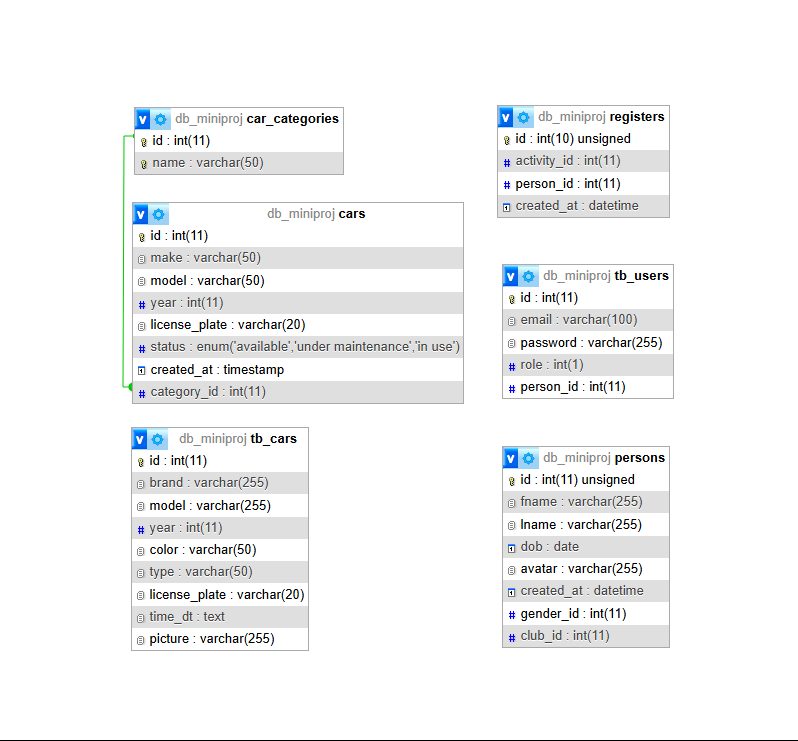 db_miniproj car_categories
id : int(11)
name : varchar(50)
db_miniproj cars
id : int(11)
make : varchar(50)
model : varchar(50)
year : int(11)
license_plate : varchar(20)
status : enum('available','under maintenance','in use')
created_at : timestamp
category_id : int(11)
db_miniproj tb_cars
id : int(11)
brand : varchar(255)
model : varchar(255)
year : int(11)
color : varchar(50)
type : varchar(50)
license_plate : varchar(20)
time_dt : text
picture : varchar(255)
db_miniproj registers
id : int(10) unsigned
activity_id : int(11)
person_id : int(11)
created_at : datetime
db_miniproj tb_users
id : int(11)
email : varchar(100)
password : varchar(255)
role : int(1)
person_id : int(11)
db_miniproj persons
id : int(11) unsigned
fname : varchar(255)
lname : varchar(255)
dob : date
avatar : varchar(255)
created_at : datetime
gender_id : int(11)
club_id : int(11)